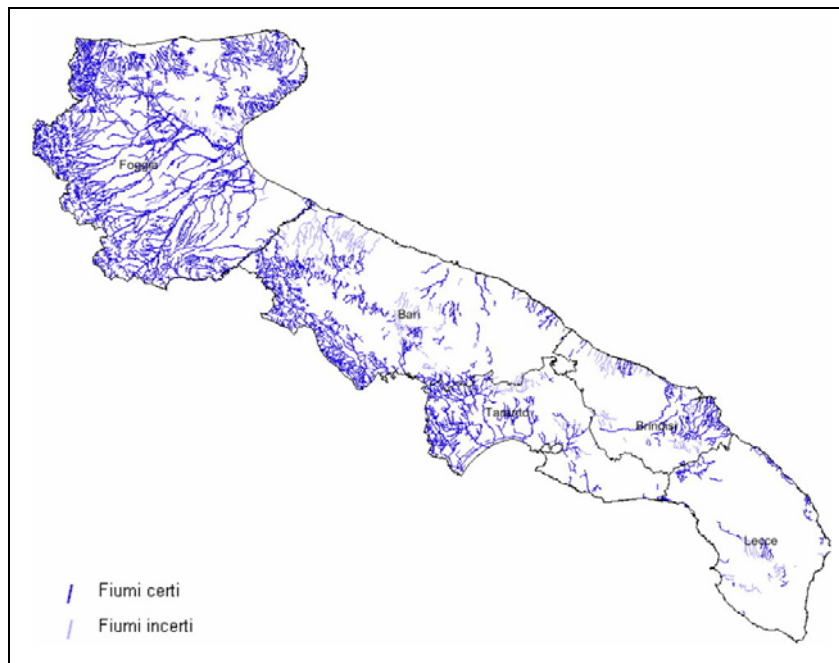 Foggia
Bari
Taranto
Brindisi
Lecce
Fiumi certi
Fiumi incerti